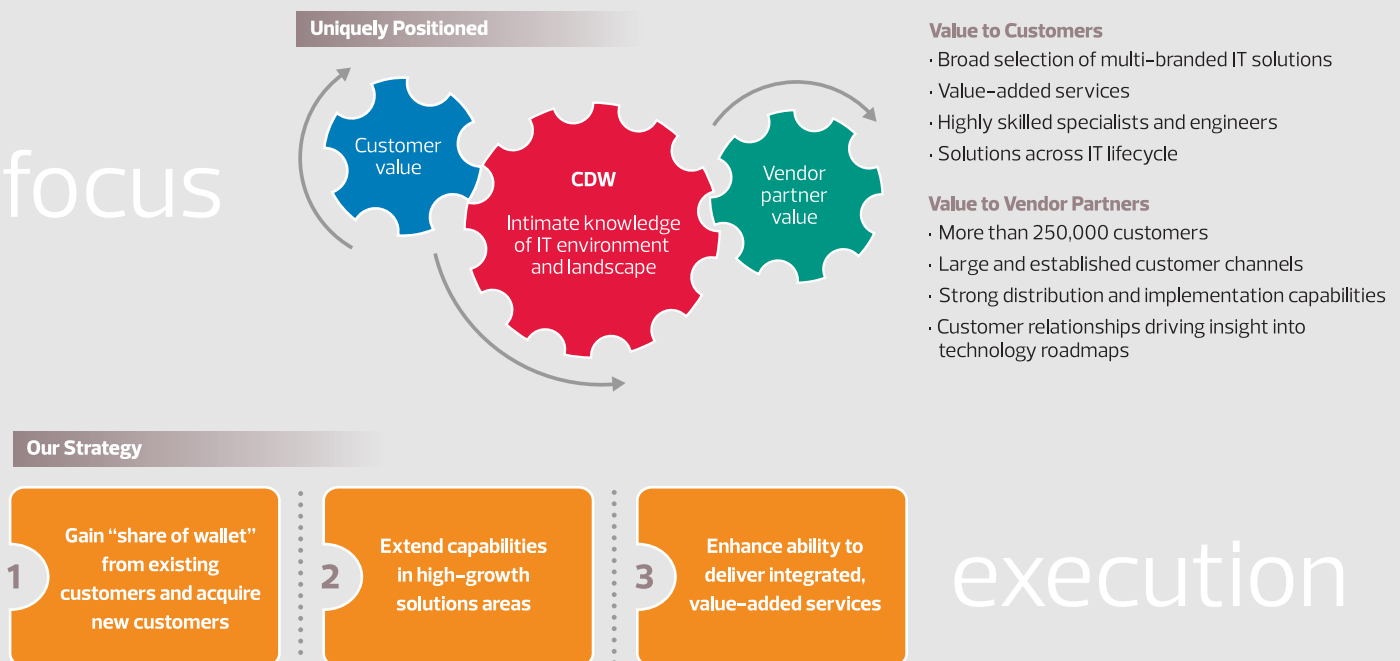 Uniquely Positioned
focus
Customer
value
CDW
Intimate knowledge
of IT environment
and landscape
Vendor
partner
value
Value to Customers
· Broad selection of multi-branded IT solutions
· Value-added services
· Highly skilled specialists and engineers
· Solutions across IT lifecycle
Value to Vendor Partners
· More than 250,000 customers
· Large and established customer channels
· Strong distribution and implementation capabilities
· Customer relationships driving insight into
technology roadmaps
Our Strategy
1
Gain “share of wallet”
from existing
customers and acquire
new customers
2
Extend capabilities
in high-growth
solutions areas
3
Enhance ability to
deliver integrated,
value-added services
execution